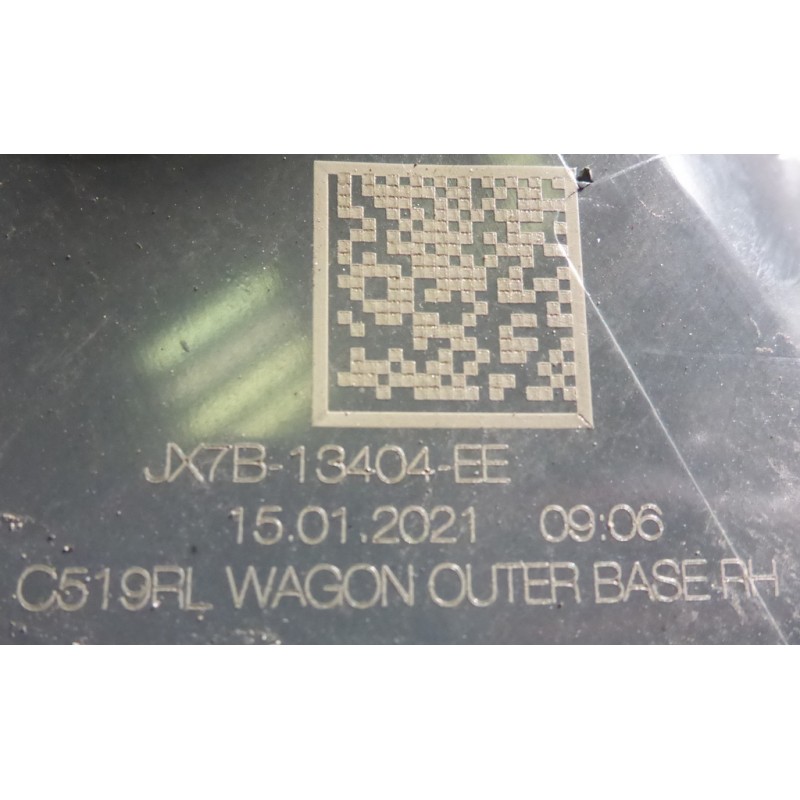 JX7B-13404-EE
15.01.2021 09:06
C519RL WAGON OUTER BASE RH